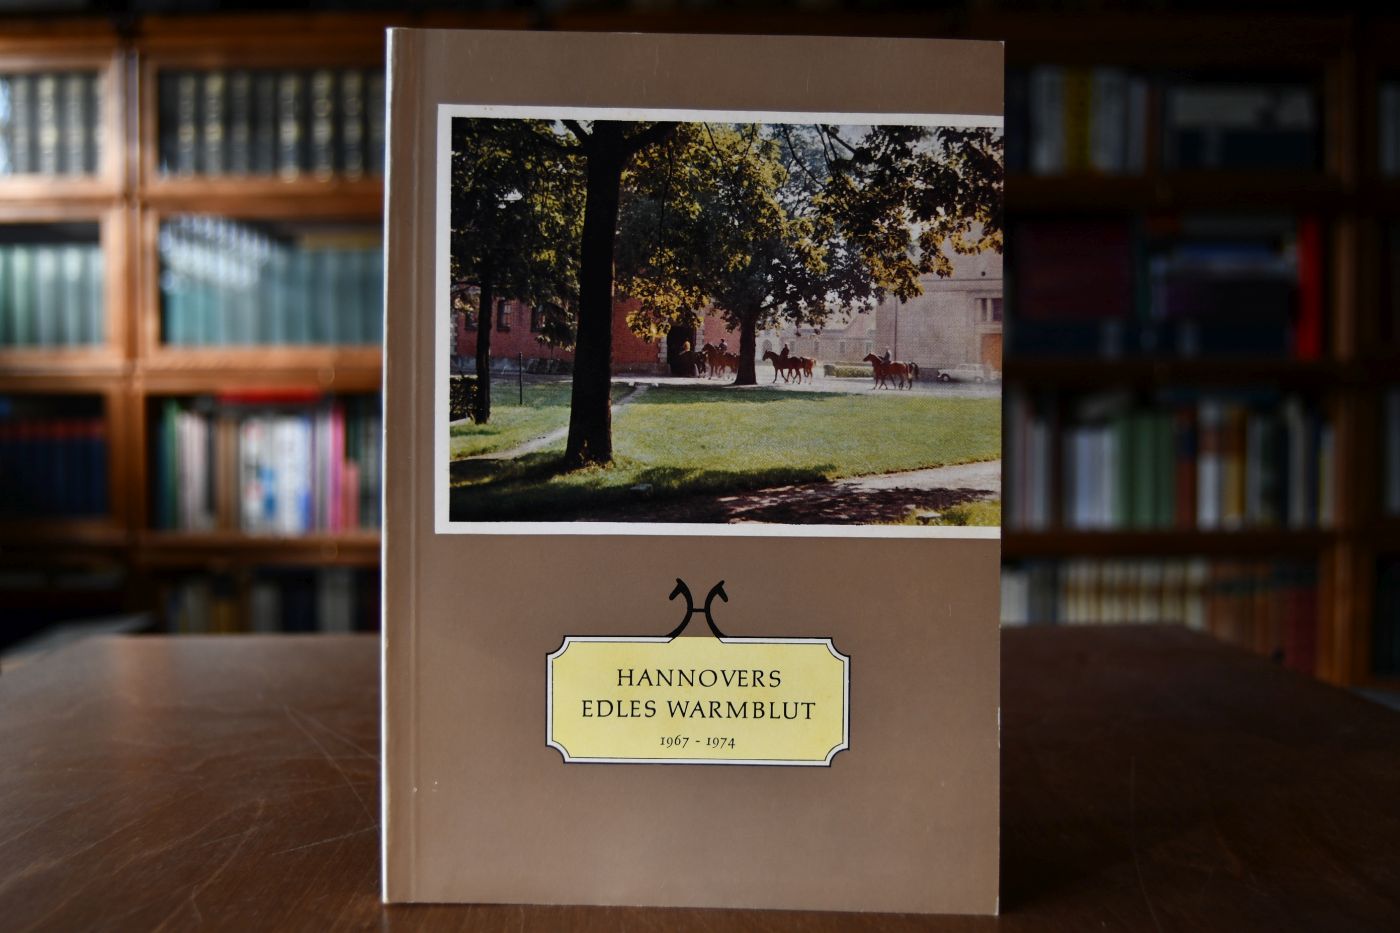 HANNOVERS
EDLES WARMBLUT
1967 - 1974